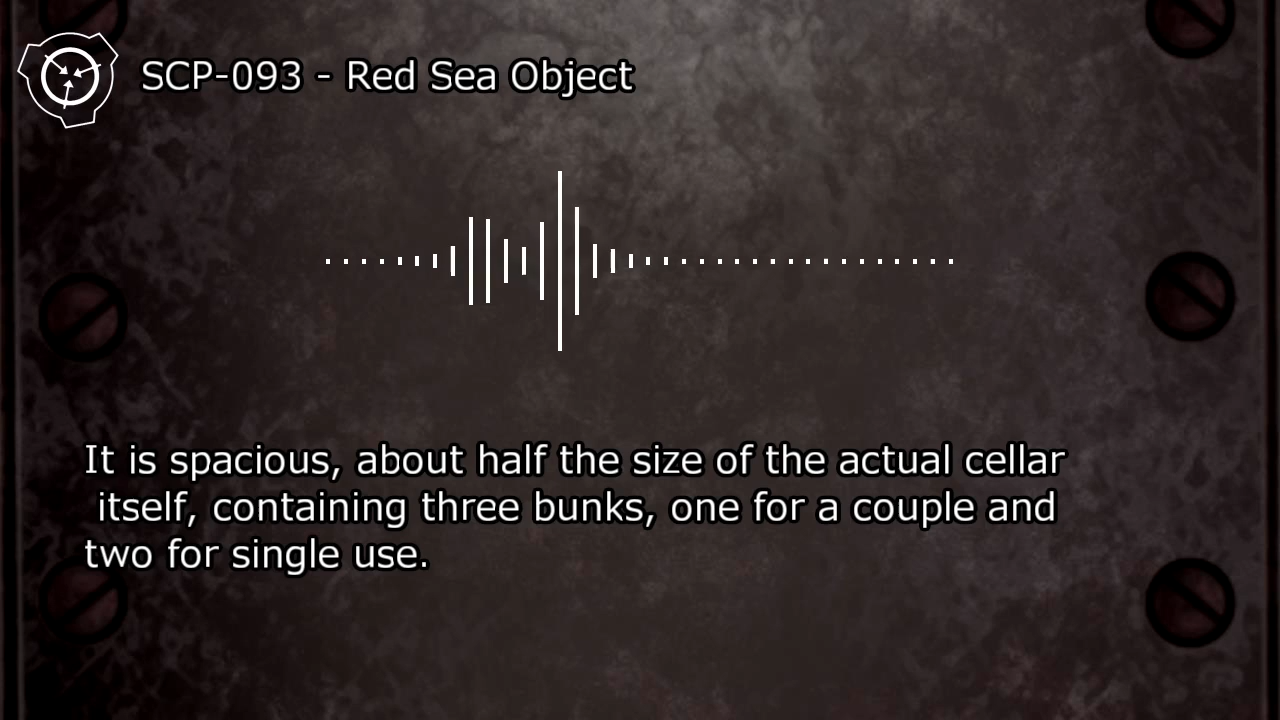 SCP-093 - Red Sea Object
It is spacious, about half the size of the actual cellar
itself, containing three bunks, one for a couple and
two for single use.